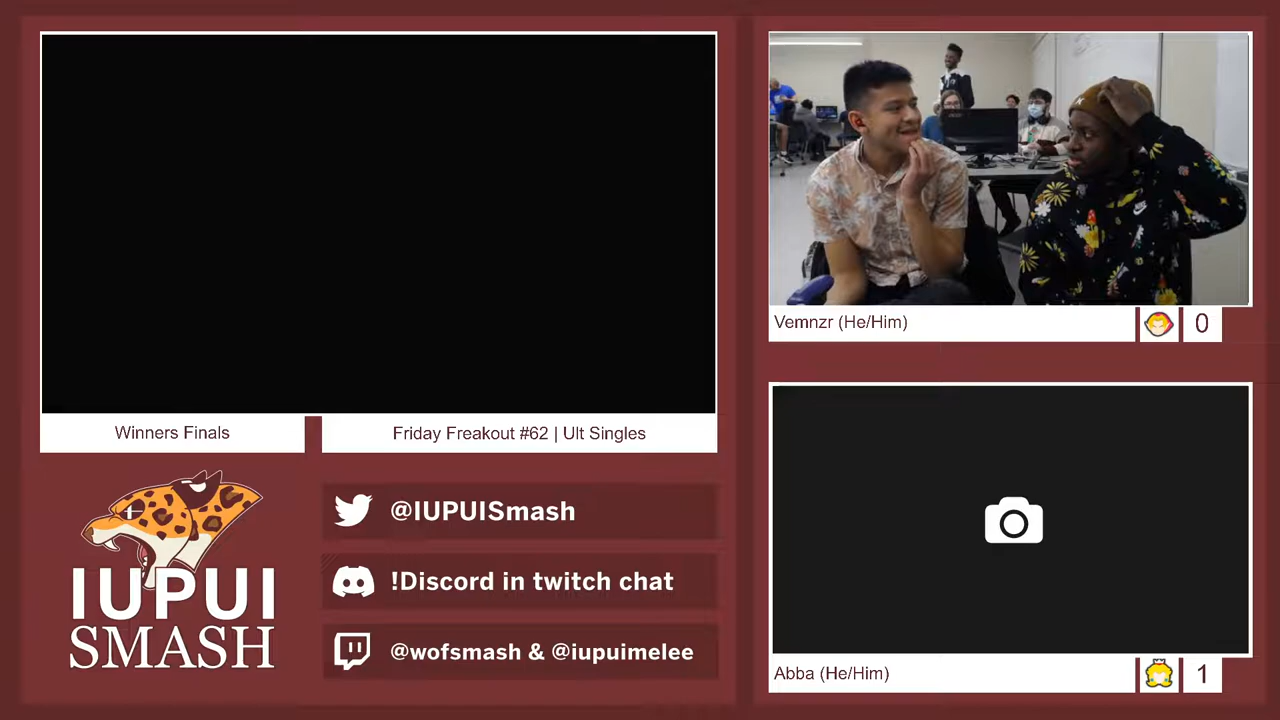 Vemnzr (He/Him)
0
Winners Finals
Friday Freakout #62 | Ult Singles
IUPUI
SMASH
@IUPUISmash
!Discord in twitch chat
@wofsmash & @iupuimelee
Abba (He/Him)
1